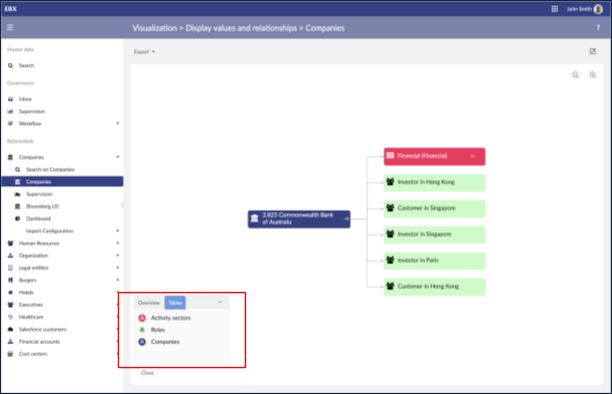 EBX
John Smith
Visualization > Display values and relationships > Companies
?
Master data
Search
Governance
Inbox
Supervision
Workflow
Referentials
Companies
Search on Companies
Companies
Supervision
Bloomberg LEI
Dashboard
Import Configuration
Human Resources
Organization
Legal entities
Burgers
Hotels
Executives
Healthcare
Salesforce customers
Financial accounts
Cost centers
Export
Financial (Financial)
Investor in Hong Kong
Customer in Singapore
2,825 Commonwealth Bank
of Australia
Investor in Singapore
Investor in Paris
Customer in Hong Kong
Overview Tables
Activity sectors
Roles
Companies
Close